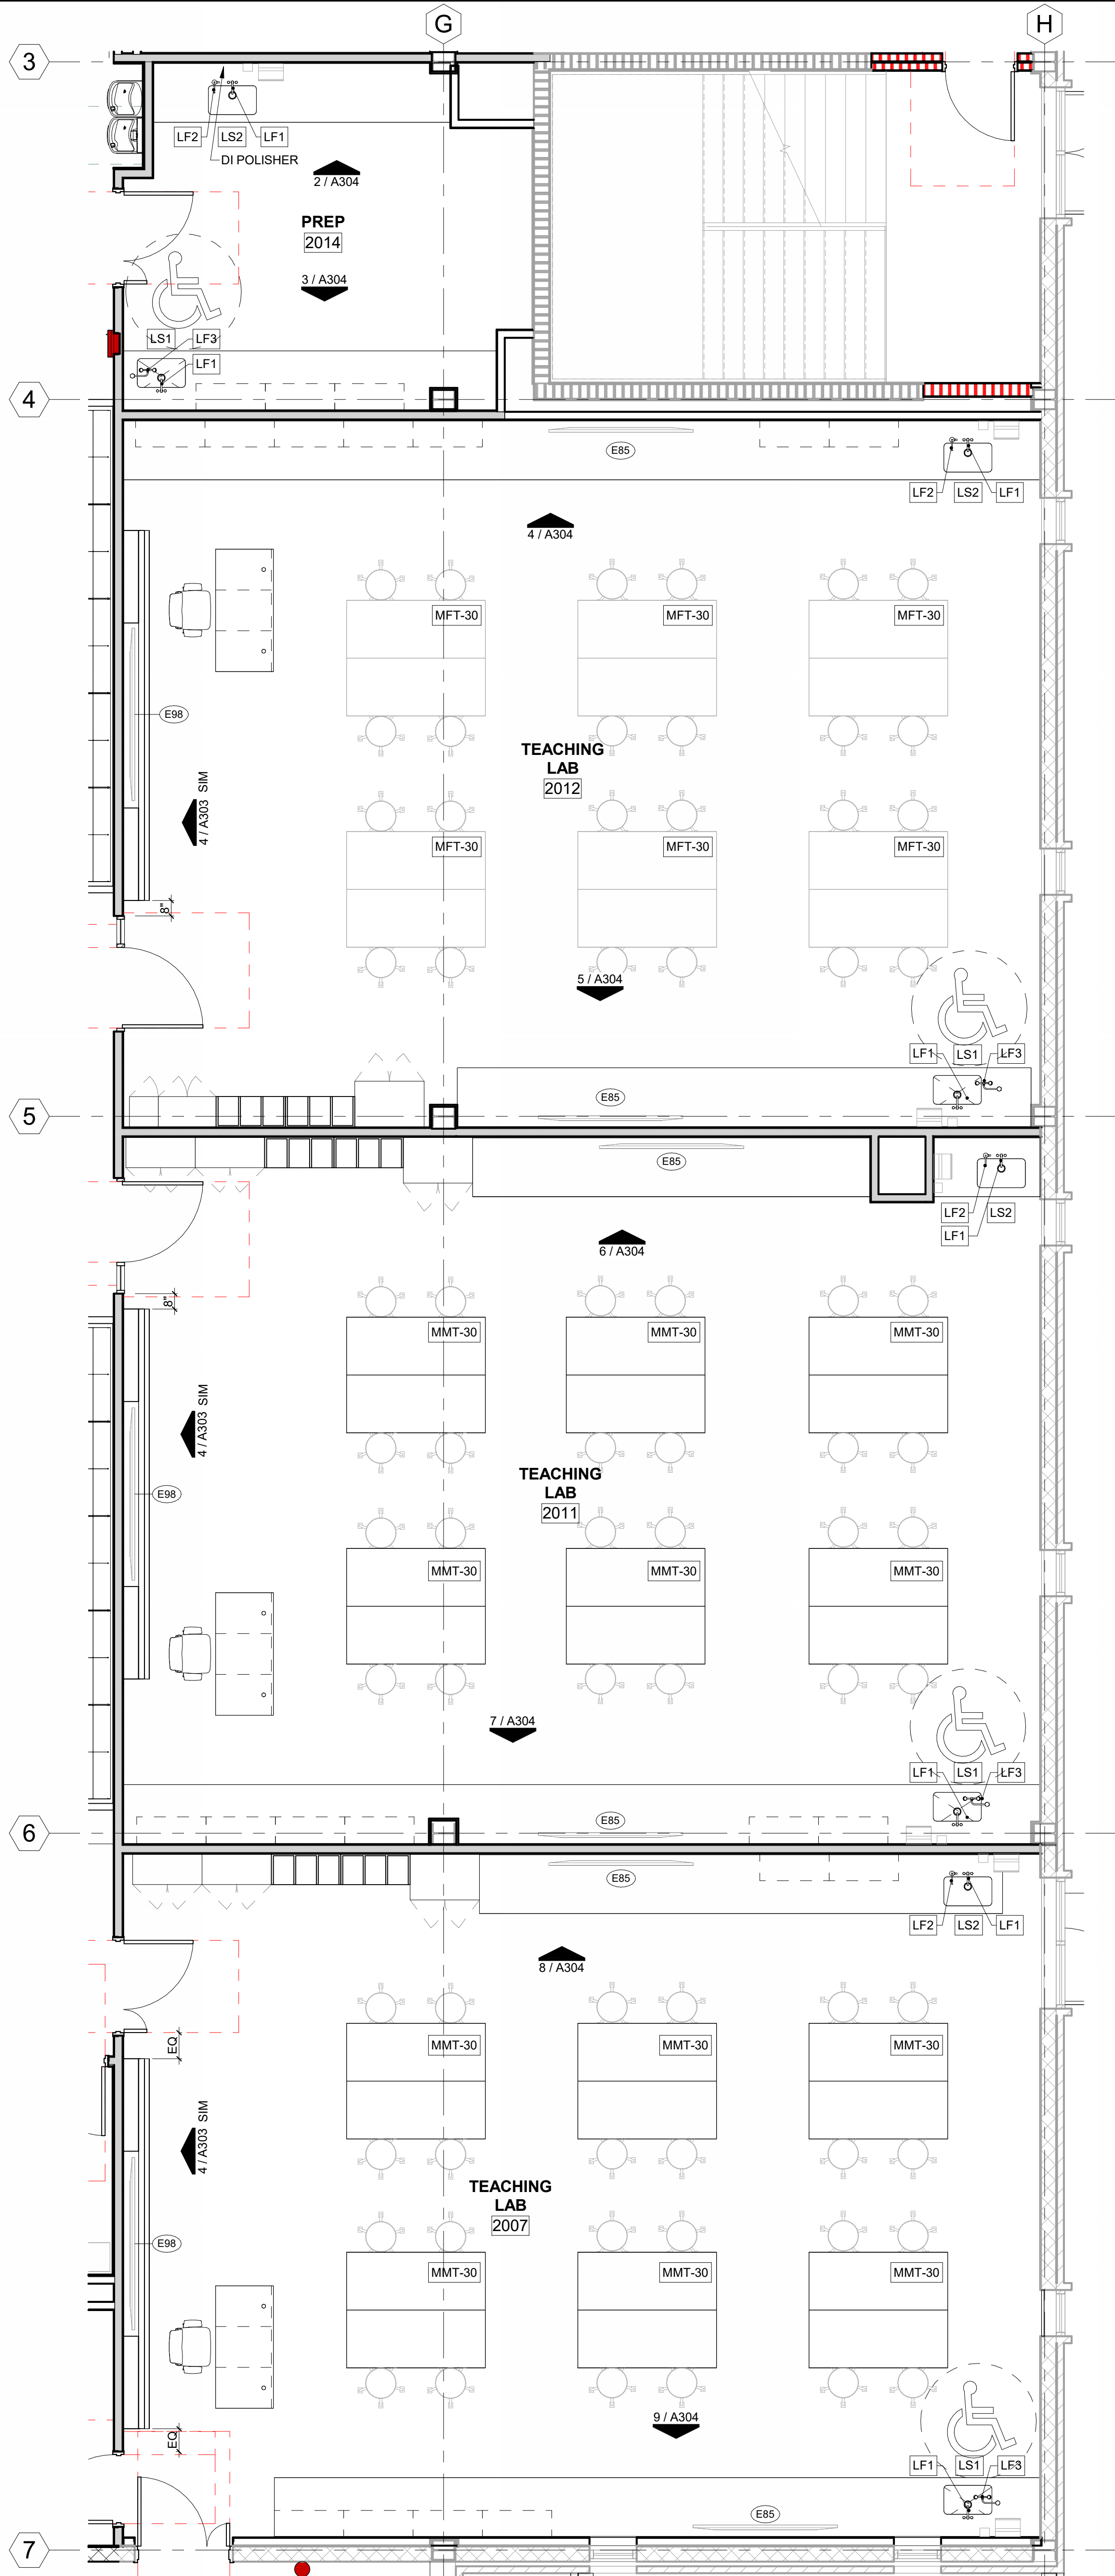 G
H
3
LF2
LS2
LF1
DI POLISHER
2 / A304
PREP
2014
3 / A304
LS1
LF3
LF1
4
E85
LF2
LS2
LF1
4 / A304
MFT-30
MFT-30
MFT-30
E98
TEACHING
LAB
2012
4 / A303 SIM
MFT-30
MFT-30
MFT-30
8"
5 / A304
LF1
LS1
LF3
E85
5
E85
LF2
LS2
LF1
6 / A304
8"
MMT-30
MMT-30
MMT-30
4 / A303 SIM
TEACHING
LAB
2011
E98
MMT-30
MMT-30
MMT-30
7 / A304
LF1
LS1
LF3
E85
6
E85
LF2
LS2
LF1
8 / A304
EQ
MMT-30
MMT-30
MMT-30
4 / A303 SIM
TEACHING
LAB
2007
E98
MMT-30
MMT-30
MMT-30
9 / A304
EQ
LF1
LS1
LF3
E85
7